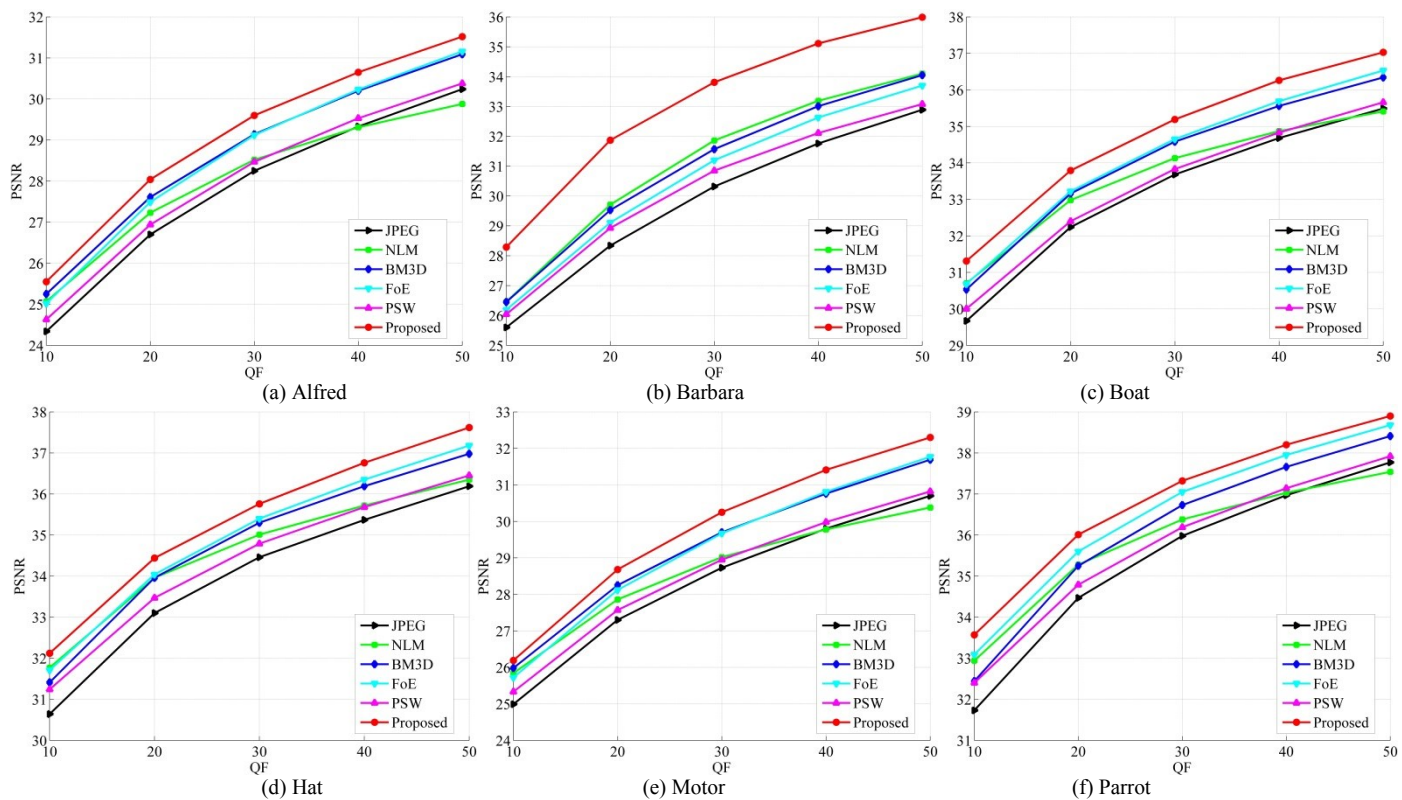 32
31
30
29
28
27
26
25
24
PSNR
JPEG
NLM
BM3D
FoE
PSW
Proposed
10 20 30 40 50
QF
(a) Alfred
36
35
34
33
32
31
30
29
28
27
26
25
PSNR
JPEG
NLM
BM3D
FoE
PSW
Proposed
10 20 30 40 50
QF
(b) Barbara
38
37
36
35
34
33
32
31
30
29
PSNR
JPEG
NLM
BM3D
FoE
PSW
Proposed
10 20 30 40 50
QF
(c) Boat
38
37
36
35
34
33
32
31
30
PSNR
JPEG
NLM
BM3D
FoE
PSW
Proposed
10 20 30 40 50
QF
(d) Hat
33
32
31
30
29
28
27
26
25
24
PSNR
JPEG
NLM
BM3D
FoE
PSW
Proposed
10 20 30 40 50
QF
(e) Motor
39
38
37
36
35
34
33
32
31
PSNR
JPEG
NLM
BM3D
FoE
PSW
Proposed
10 20 30 40 50
QF
(f) Parrot